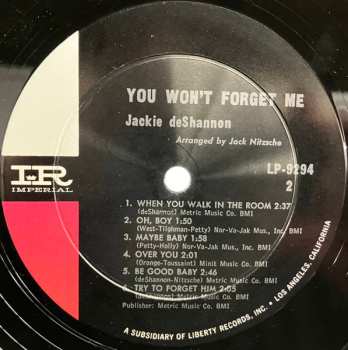 YOU WON'T FORGET ME
Jackie deShannon
Arranged by Jack Nitzsche
LP-9294
2
IR
IMPERIAL
1. WHEN YOU WALK IN THE ROOM 2:37
(deShannon) Metric Music Co. BMI
2. OH, BOY 1:50
(West-Tilghman-Petty) Nor-Va-Jak Mus., Inc. BMI
3. MAYBE BABY 1:58
(Petty-Holly) Nor-Va-Jak Mus., Inc. BMI
4. OVER YOU 2:01
(Orange-Toussaint) Minit Music Co. BMI
5. BE GOOD BABY 2:46
(deShannon-Nitzsche) Metric Music Co. BMI
6. TRY TO FORGET HIM 2:05
(deShannon) Metric Music Co. BMI
Publisher: Metric Music Co. BMI
A SUBSIDIARY OF LIBERTY RECORDS, INC. • LOS ANGELES, CALIFORNIA